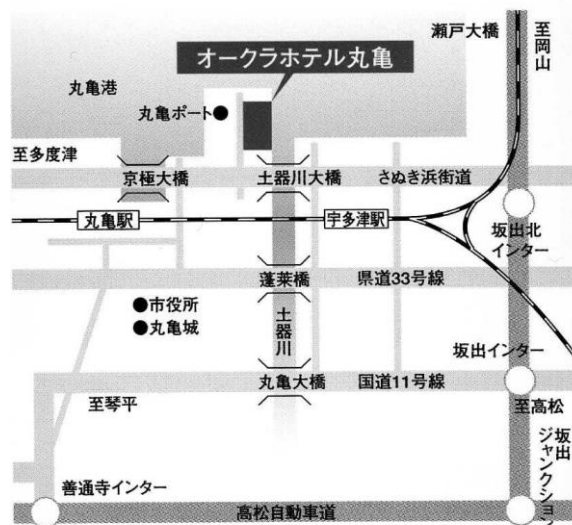 瀬戸大橋
至岡山
オークラホテル丸亀
丸亀港
丸亀ポート
至多度津
京極大橋
土器川大橋
さぬき浜街道
丸亀駅
宇多津駅
坂出北
インター
蓬莱橋
県道33号線
市役所
丸亀城
土器川
坂出インター
丸亀大橋
国道11号線
至琴平
至高松
坂出
ジャンクション
善通寺インター
高松自動車道